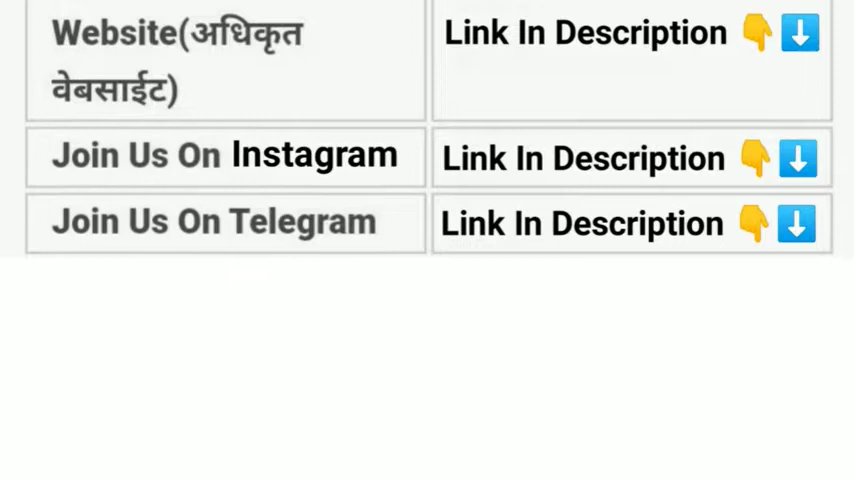 Website(अधिकृत
वेबसाईट)
Link In Description 👇⬇️
Join Us On Instagram
Link In Description 👇⬇️
Join Us On Telegram
Link In Description 👇⬇️